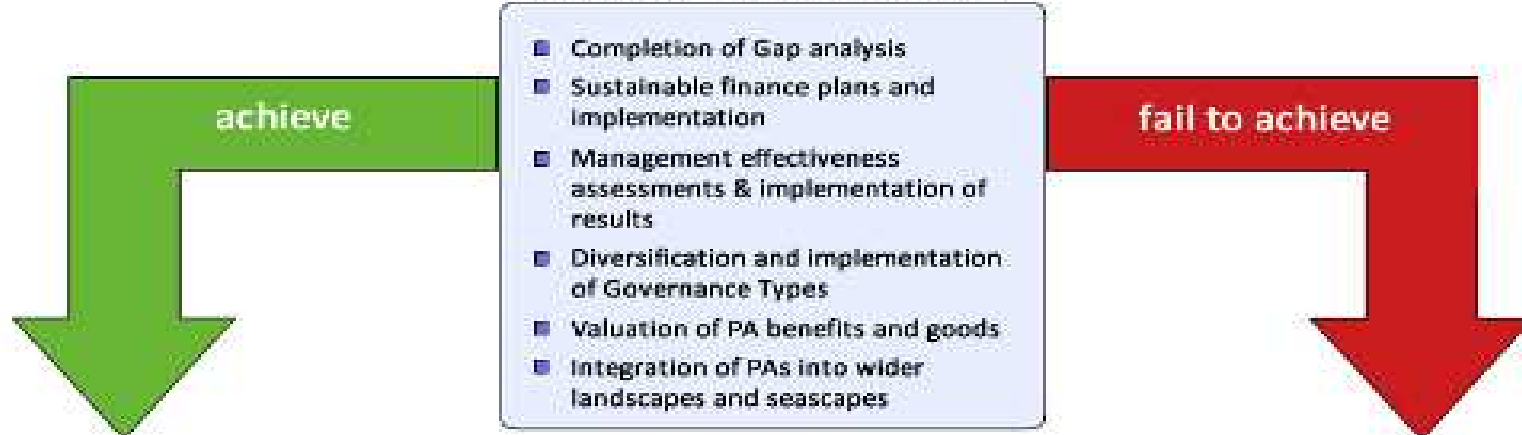 achieve
Completion of Gap analysis
Sustainable finance plans and
implementation
Management effectiveness
assessments & implementation of
results
Diversification and implementation
of Governance Types
Valuation of PA benefits and goods
Integration of PAs into wider
landscapes and seascapes
fail to achieve